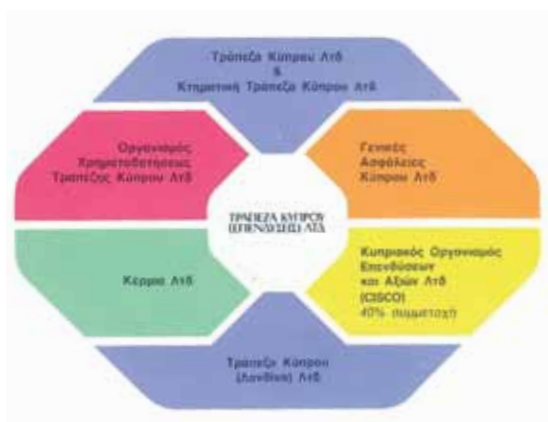 Τράπεζα Κύπρου Λτδ
&
Κτηματική Τράπεζα Κύπρου Λτδ
Οργανισμός
Χρηματοδοτήσεως
Τραπέζης Κύπρου Λτδ
Γενικές
Ασφάλειες
Κύπρου Λτδ
ΤΡΑΠΕΖΑ ΚΥΠΡΟΥ
(ΕΠΕΝΔΥΣΕΙΣ) ΛΤΔ
Κέρμια Λτδ
Κυπριακός Οργανισμός
Επενδύσεων
και Αξιών Λτδ
(CISCO)
40% συμμετοχή
Τράπεζα Κύπρου
(Λονδίνο) Λτδ